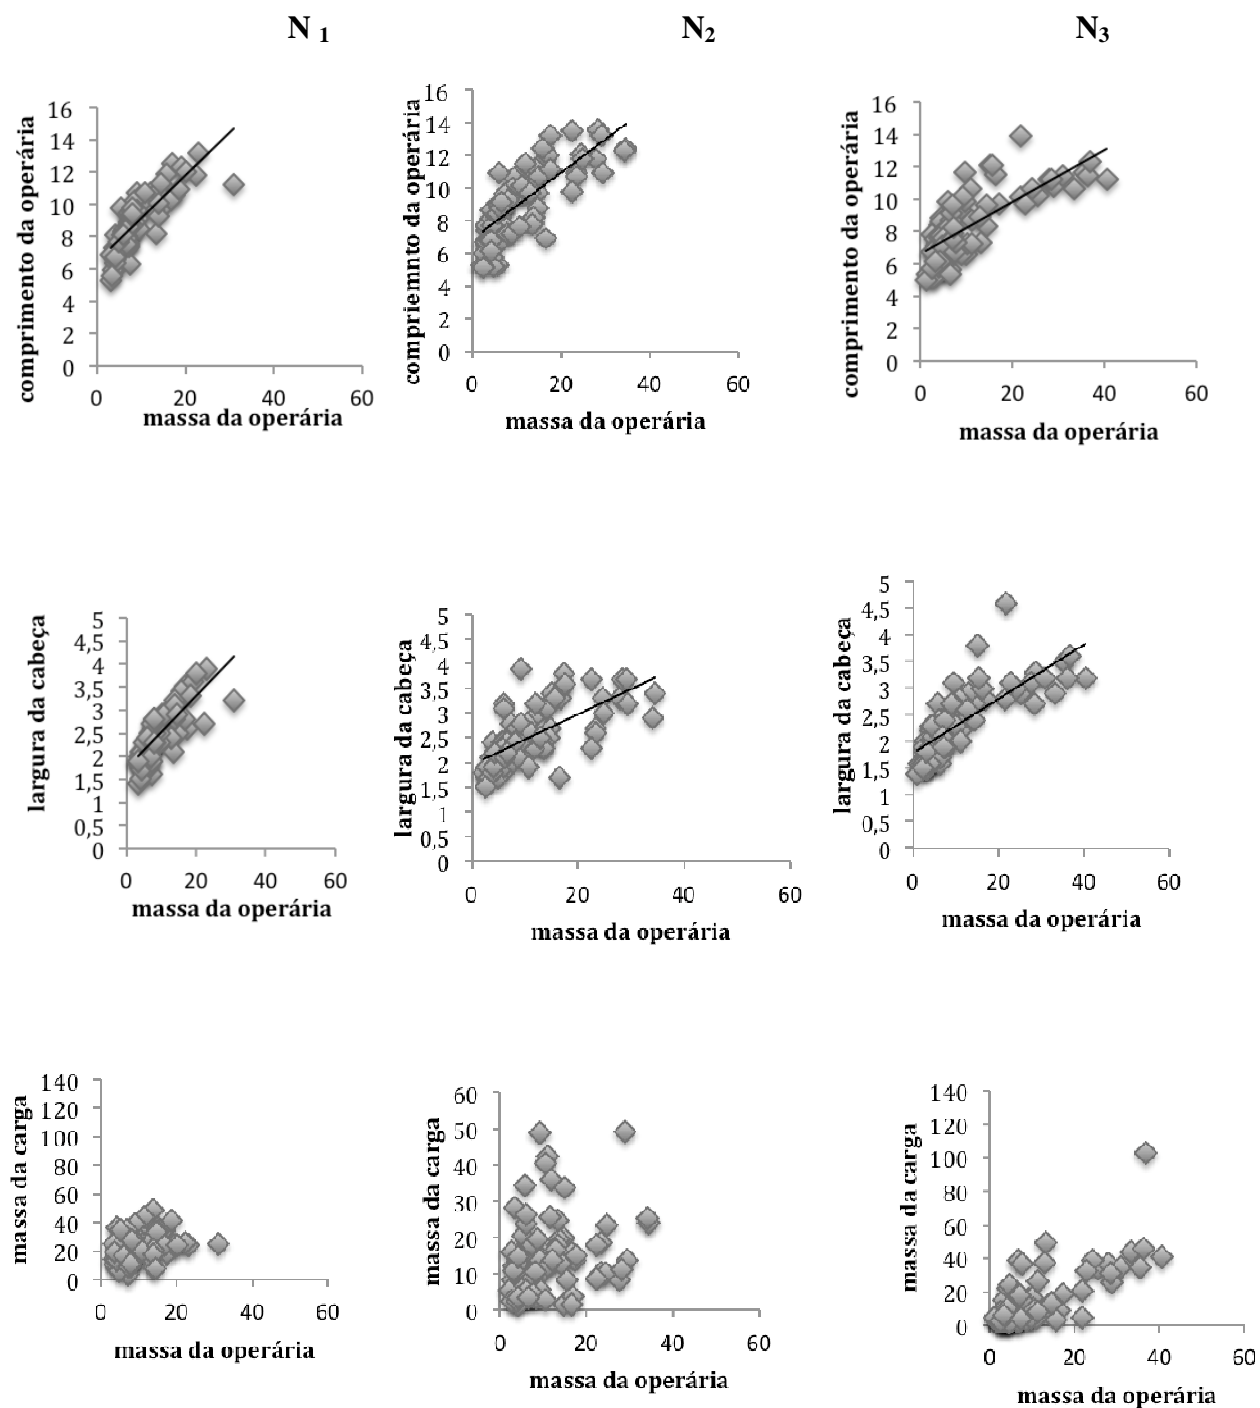 N 1
N2
N3
comprimento da operária
16
14
12
10
8
6
4
2
0
0 20 40 60
massa da operária
compriemnto da operária
16
14
12
10
8
6
4
2
0
0 20 40 60
massa da operária
comprimento da operária
16
14
12
10
8
6
4
2
0
0 20 40 60
massa da operária
largura da cabeça
5
4,5
4
3,5
3
2,5
2
1,5
1
0,5
0
0 20 40 60
massa da operária
largura da cabeça
5
4,5
4
3,5
3
2,5
2
1,5
1
0,5
0
0 20 40 60
massa da operária
largura da cabeça
5
4,5
4
3,5
3
2,5
2
1,5
1
0,5
0
0 20 40 60
massa da operária
massa da carga
140
120
100
80
60
40
20
0
0 20 40 60
massa da operária
massa da carga
60
50
40
30
20
10
0
0 20 40 60
massa da operária
massa da carga
140
120
100
80
60
40
20
0
0 20 40 60
massa da operária